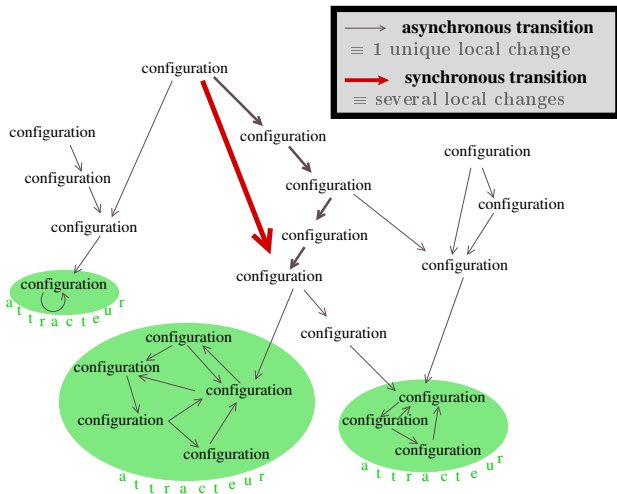 asynchronous transition
≡ 1 unique local change
synchronous transition
≡ several local changes
configuration
configuration
configuration
configuration
configuration
configuration
configuration
configuration
configuration
configuration
configuration
configuration
configuration
attracteur
configuration
configuration
configuration
configuration
configuration
configuration
attracteur
configuration
configuration
configuration
attracteur